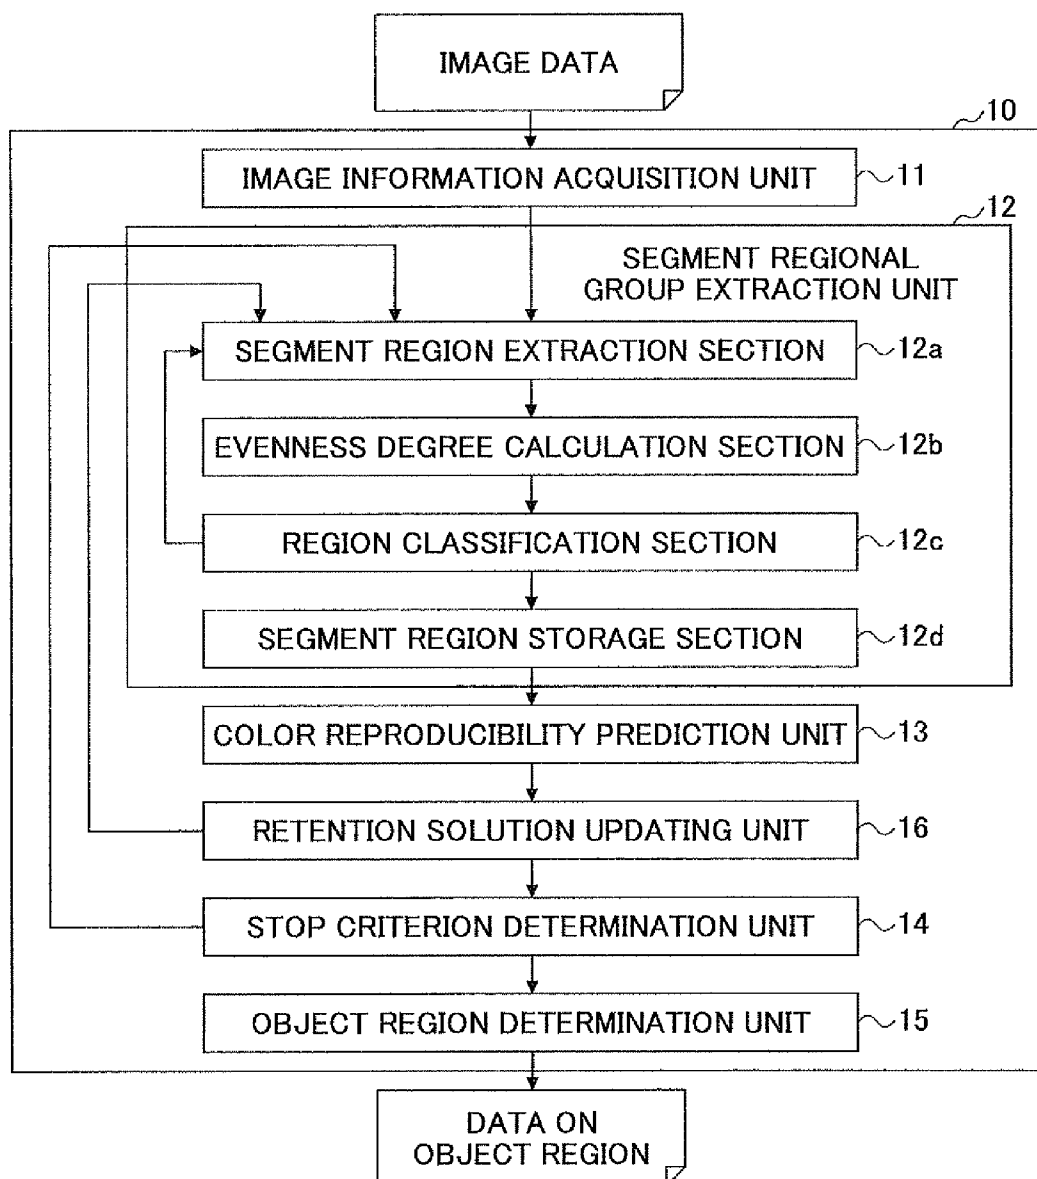 IMAGE DATA
10
IMAGE INFORMATION ACQUISITION UNIT
11
12
SEGMENT REGIONAL
GROUP EXTRACTION UNIT
SEGMENT REGION EXTRACTION SECTION
12a
EVENNESS DEGREE CALCULATION SECTION
12b
REGION CLASSIFICATION SECTION
12c
SEGMENT REGION STORAGE SECTION
12d
COLOR REPRODUCIBILITY PREDICTION UNIT
13
RETENTION SOLUTION UPDATING UNIT
16
STOP CRITERION DETERMINATION UNIT
14
OBJECT REGION DETERMINATION UNIT
15
DATA ON
OBJECT REGION